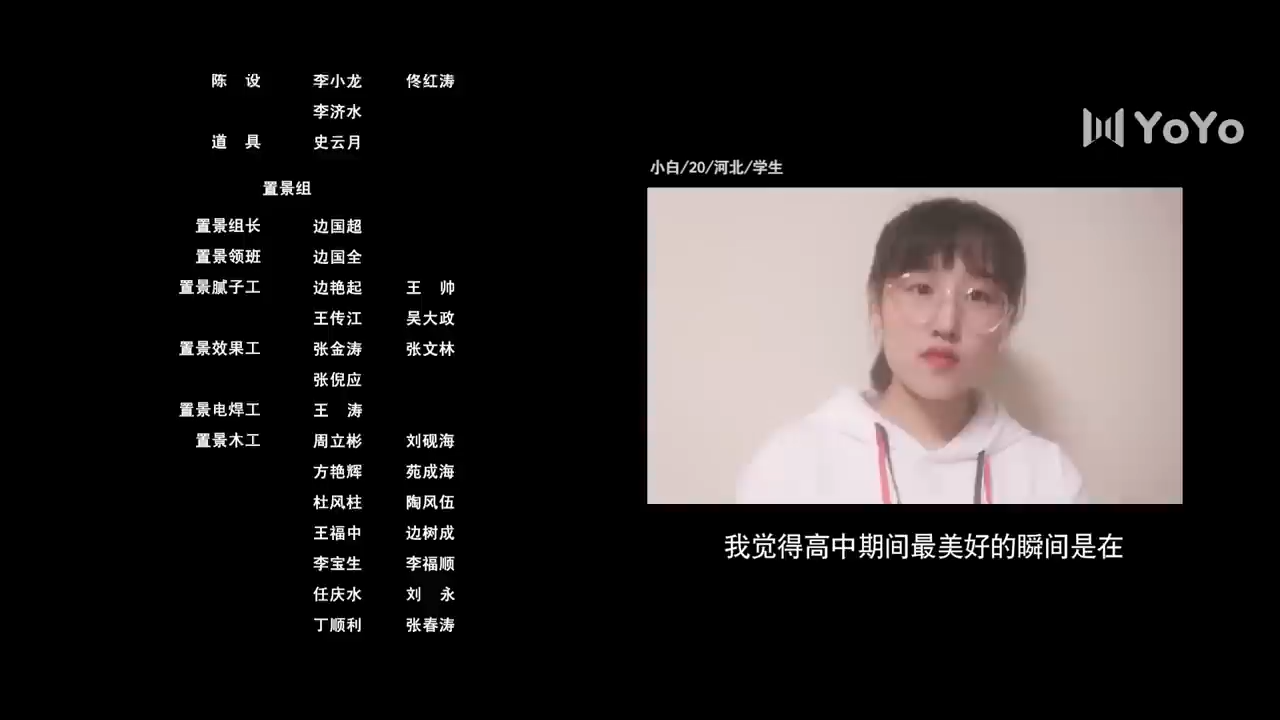 陈 设 李小龙 佟红涛
李济水
道 具 史云月
置景组
置景组长 边国超
置景领班 边国全
置景腻子工 边艳起 王 帅
王传江 吴大政
置景效果工 张金涛 张文林
张倪应
置景电焊工 王 涛
置景木工 周立彬 刘砚海
方艳辉 苑成海
杜风柱 陶风伍
王福中 边树成
李宝生 李福顺
任庆水 刘 永
丁顺利 张春涛
YoYo
小白/20/河北/学生
我觉得高中期间最美好的瞬间是在